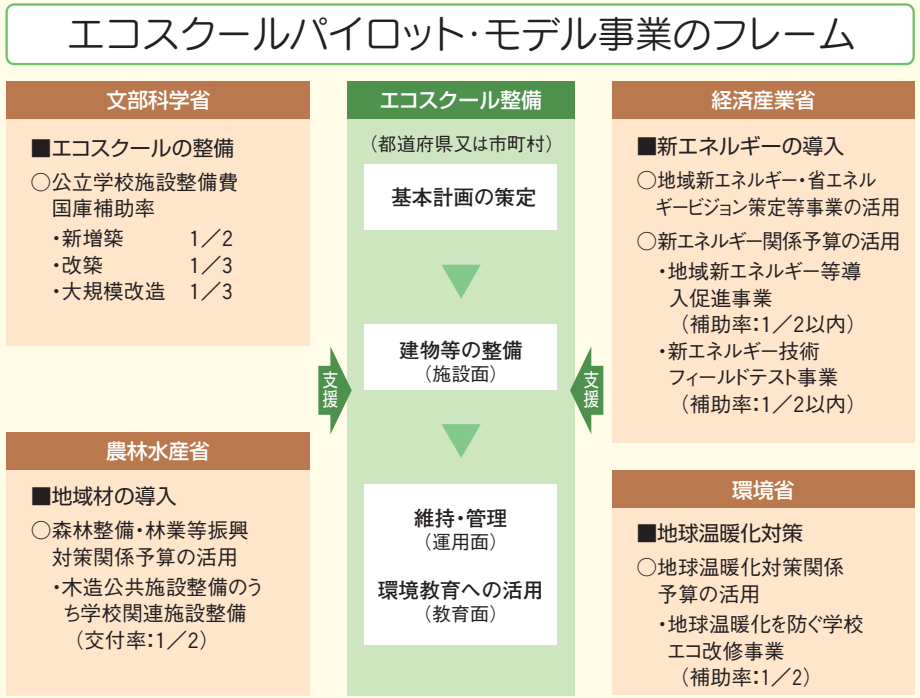 エコスクールパイロット・モデル事業のフレーム
文部科学省
■エコスクールの整備
○公立学校施設整備費
国庫補助率
・新増築 1／2
・改築 1／3
・大規模改造 1／3
農林水産省
■地域材の導入
○森林整備・林業等振興
対策関係予算の活用
・木造公共施設整備のう
ち学校関連施設整備
（交付率：1／2）
支援
エコスクール整備
（都道府県又は市町村）
基本計画の策定
建物等の整備
（施設面）
維持・管理
（運用面）
環境教育への活用
（教育面）
支援
経済産業省
■新エネルギーの導入
○地域新エネルギー・省エネル
ギービジョン策定等事業の活用
○新エネルギー関係予算の活用
・地域新エネルギー等導
入促進事業
（補助率：1／2以内）
・新エネルギー技術
フィールドテスト事業
（補助率：1／2以内）
環境省
■地球温暖化対策
○地球温暖化対策関係
予算の活用
・地球温暖化を防ぐ学校
エコ改修事業
（補助率：1／2）